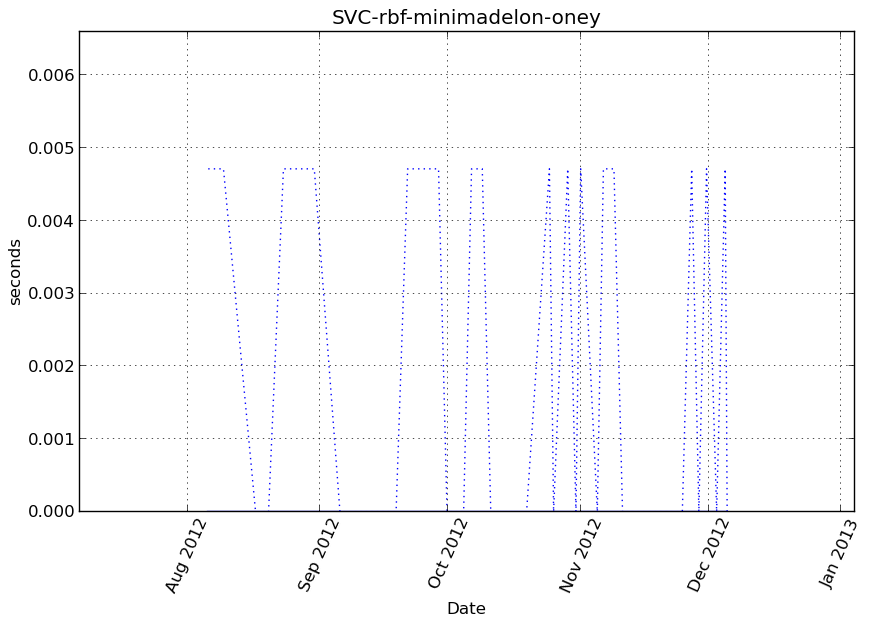 SVC-rbf-minimadelon-oney
0.006
0.005
0.004
0.003
0.002
0.001
0.000
seconds
Aug 2012
Sep 2012
Oct 2012
Nov 2012
Dec 2012
Jan 2013
Date